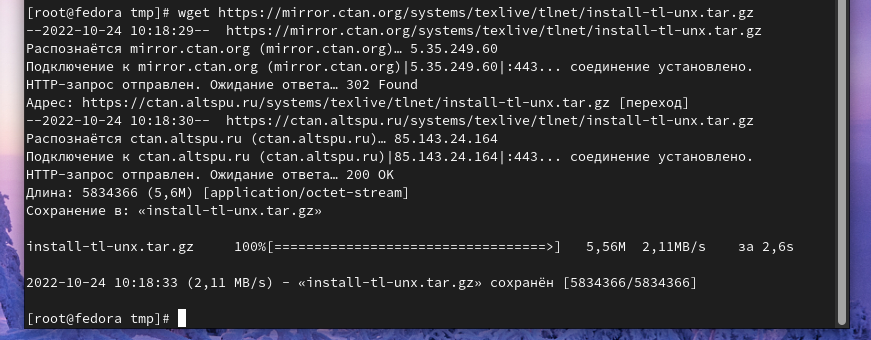 [root@fedora tmp]# wget https://mirror.ctan.org/systems/texlive/tlnet/install-tl-unx.tar.gz
--2022-10-24 10:18:29--  https://mirror.ctan.org/systems/texlive/tlnet/install-tl-unx.tar.gz
Распознаётся mirror.ctan.org (mirror.ctan.org)… 5.35.249.60
Подключение к mirror.ctan.org (mirror.ctan.org)|5.35.249.60|:443... соединение установлено.
HTTP-запрос отправлен. Ожидание ответа… 302 Found
Адрес: https://ctan.altspu.ru/systems/texlive/tlnet/install-tl-unx.tar.gz [переход]
--2022-10-24 10:18:30--  https://ctan.altspu.ru/systems/texlive/tlnet/install-tl-unx.tar.gz
Распознаётся ctan.altspu.ru (ctan.altspu.ru)… 85.143.24.164
Подключение к ctan.altspu.ru (ctan.altspu.ru)|85.143.24.164|:443... соединение установлено.
HTTP-запрос отправлен. Ожидание ответа… 200 OK
Длина: 5834366 (5,6M) [application/octet-stream]
Сохранение в: «install-tl-unx.tar.gz»
install-tl-unx.tar.gz     100%[==================================>]   5,56M  2,11MB/s    за 2,6s
2022-10-24 10:18:33 (2,11 MB/s) - «install-tl-unx.tar.gz» сохранён [5834366/5834366]
[root@fedora tmp]#